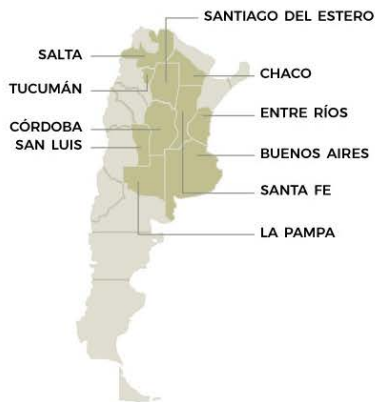 SANTIAGO DEL ESTERO
SALTA
CHACO
TUCUMÁN
ENTRE RÍOS
CÓRDOBA
SAN LUIS
BUENOS AIRES
SANTA FE
LA PAMPA